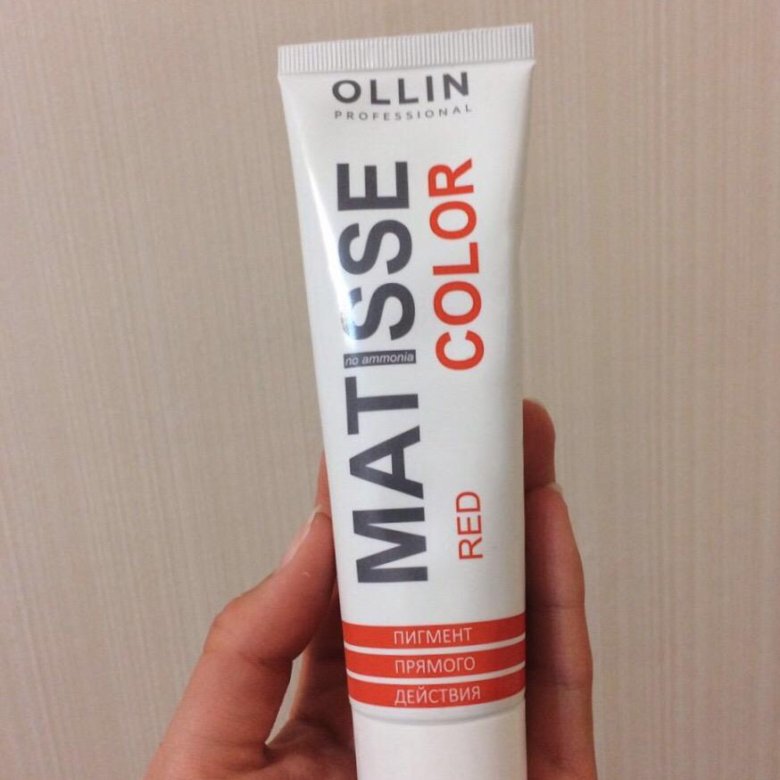 OLLIN
PROFESSIONAL
MATISSE
no ammonia
COLOR
RED
ПИГМЕНТ
ПРЯМОГО
ДЕЙСТВИЯ